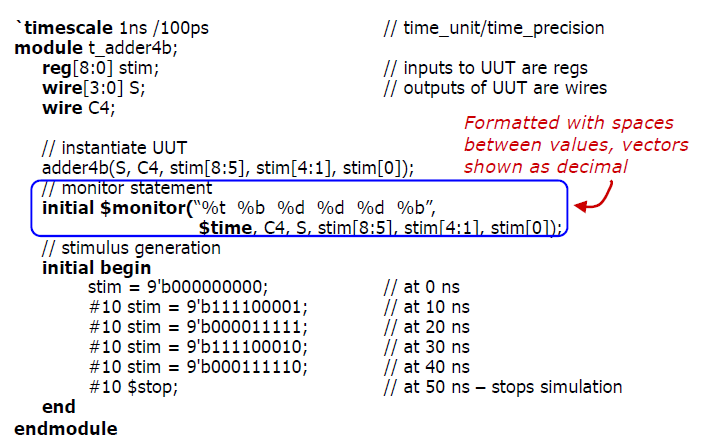 `timescale 1ns /100ps // time_unit/time_precision
module t_adder4b;
reg[8:0] stim; // inputs to UUT are regs
wire[3:0] S; // outputs of UUT are wires
wire C4;
Formatted with spaces
between values, vectors
shown as decimal
// instantiate UUT
adder4b(S, C4, stim[8:5], stim[4:1], stim[0]);
// monitor statement
initial $monitor(“%t %b %d %d %d %b”,
$time, C4, S, stim[8:5], stim[4:1], stim[0]);
// stimulus generation
initial begin
stim = 9'b000000000; // at 0 ns
#10 stim = 9'b111100001; // at 10 ns
#10 stim = 9'b000011111; // at 20 ns
#10 stim = 9'b111100010; // at 30 ns
#10 stim = 9'b000111110; // at 40 ns
#10 $stop; // at 50 ns – stops simulation
end
endmodule